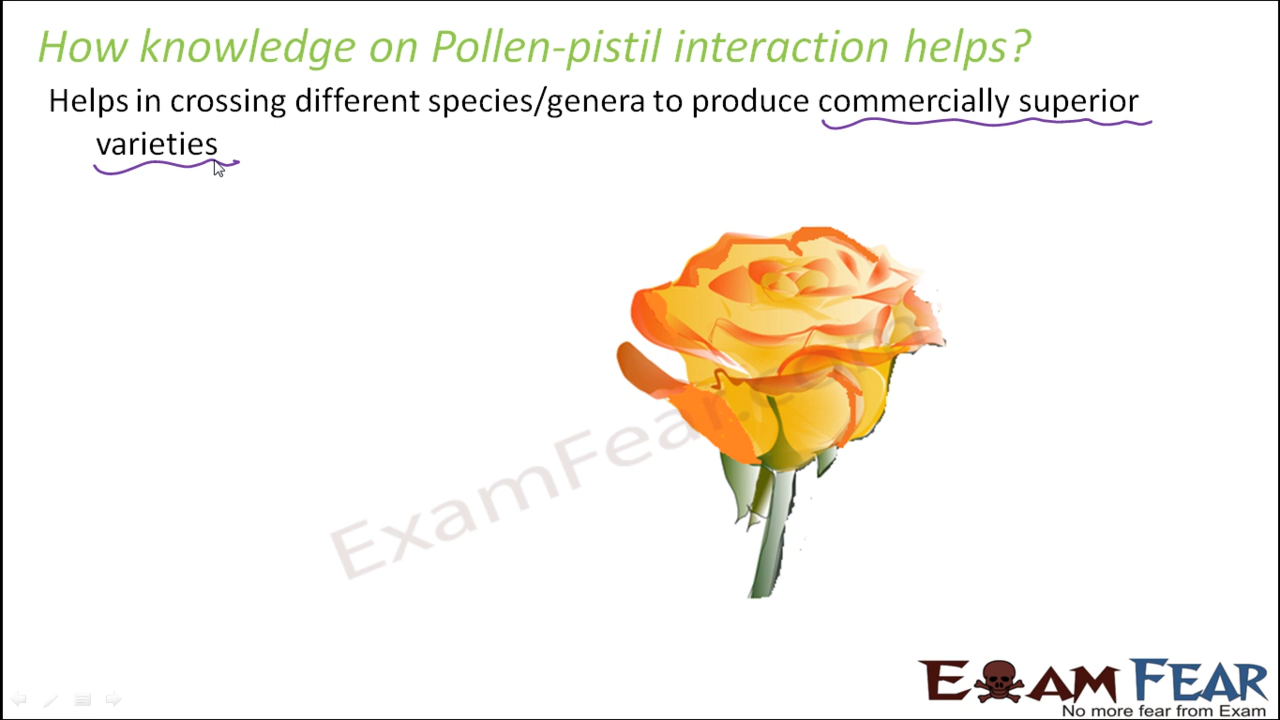 How knowledge on Pollen-pistil interaction helps?
Helps in crossing different species/genera to produce commercially superior
varieties
ExamFear.com
EXAM FEAR
No more fear from Exam